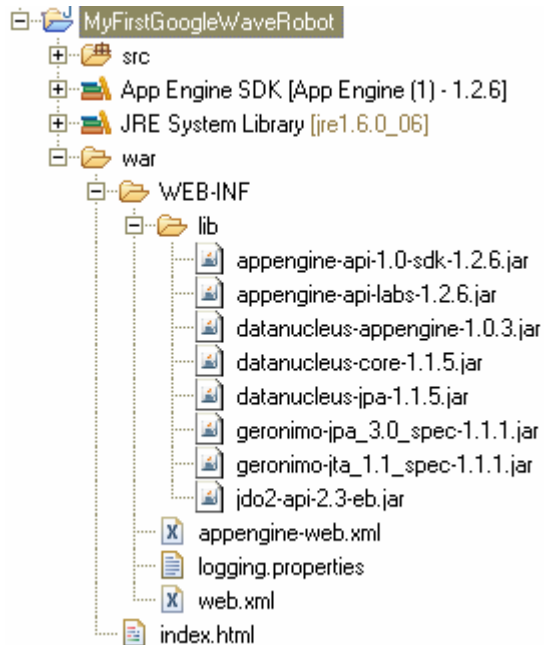 MyFirstGoogleWaveRobot
src
App Engine SDK [App Engine (1) - 1.2.6]
JRE System Library [jre1.6.0_06]
war
WEB-INF
lib
appengine-api-1.0-sdk-1.2.6.jar
appengine-api-labs-1.2.6.jar
datanucleus-appengine-1.0.3.jar
datanucleus-core-1.1.5.jar
datanucleus-jpa-1.1.5.jar
geronimo-jpa_3.0_spec-1.1.1.jar
geronimo-jta_1.1_spec-1.1.1.jar
jdo2-api-2.3-eb.jar
appengine-web.xml
logging.properties
web.xml
index.html